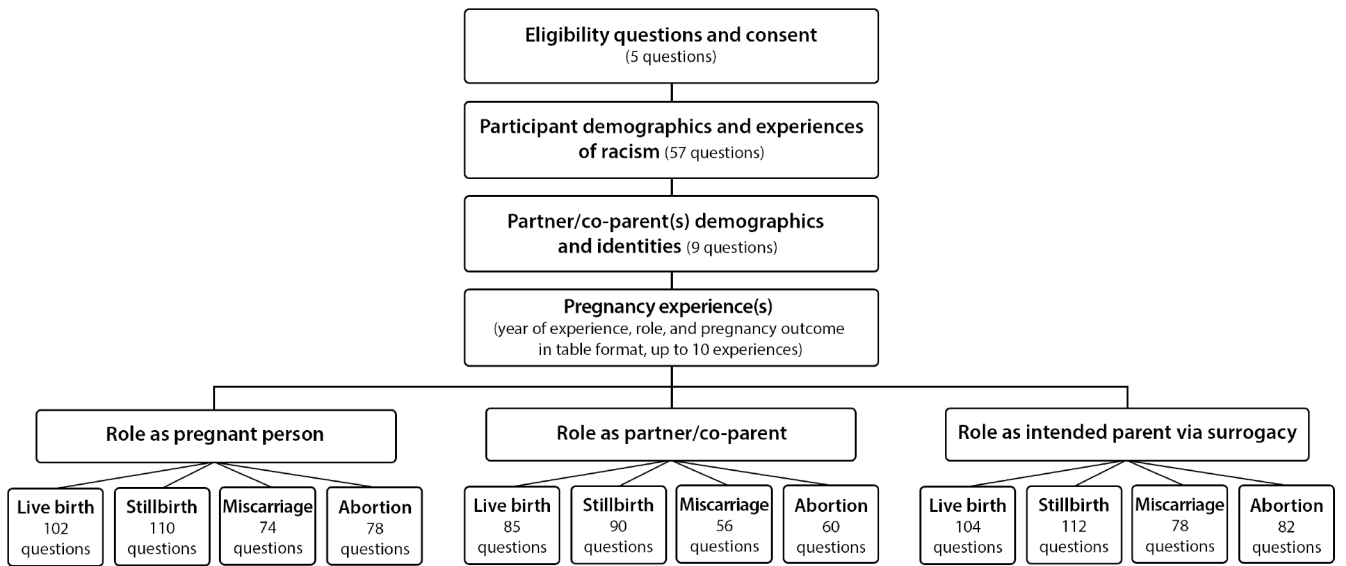 Eligibility questions and consent
(5 questions)
Participant demographics and experiences
of racism (57 questions)
Partner/co-parent(s) demographics
and identities (9 questions)
Pregnancy experience(s)
(year of experience, role, and pregnancy outcome
in table format, up to 10 experiences)
Role as pregnant person
Live birth
102
questions
Stillbirth
110
questions
Miscarriage
74
questions
Abortion
78
questions
Role as partner/co-parent
Live birth
85
questions
Stillbirth
90
questions
Miscarriage
56
questions
Abortion
60
questions
Role as intended parent via surrogacy
Live birth
104
questions
Stillbirth
112
questions
Miscarriage
78
questions
Abortion
82
questions